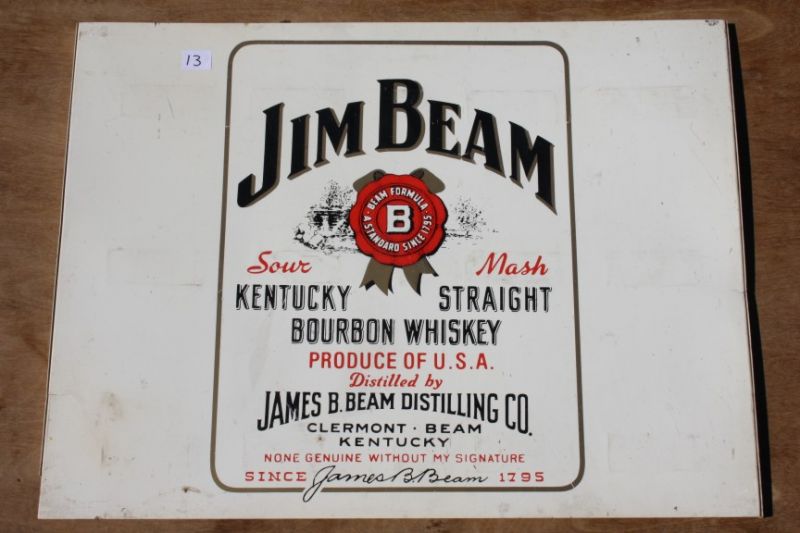 13
JIM BEAM
BEAM FORMULA
B
A STANDARD SINCE 1795
Sour Mash
KENTUCKY STRAIGHT
BOURBON WHISKEY
PRODUCE OF U.S.A.
Distilled by
JAMES B. BEAM DISTILLING CO.
CLERMONT · BEAM
KENTUCKY
NONE GENUINE WITHOUT MY SIGNATURE
SINCE James B. Beam 1795